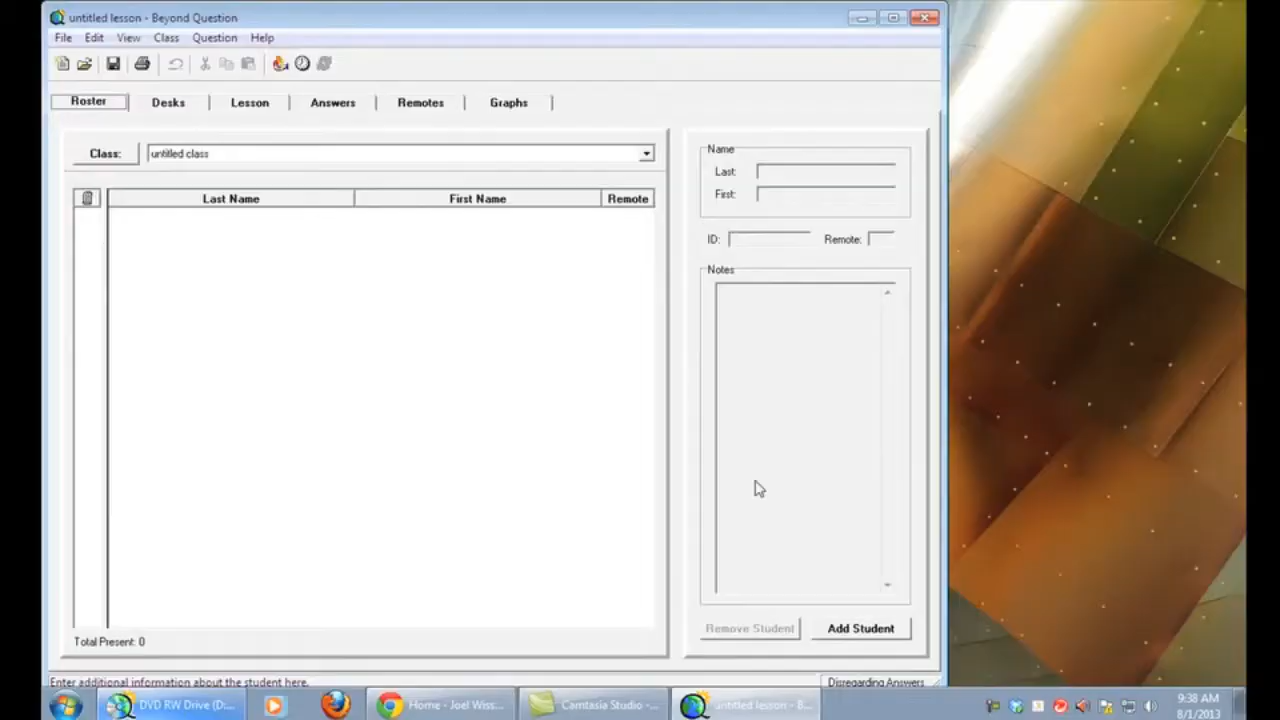 untitled lesson - Beyond Question
File Edit View Class Question Help
Roster Desks Lesson Answers Remotes Graphs
Class: untitled class
Last Name First Name Remote
Name
Last:
First:
ID: Remote:
Notes
Remove Student Add Student
Total Present: 0
Enter additional information about the student here. Disregarding Answers
DVD RW Drive (D:... Home - Joel Wiss... Camtasia Studio -... untitled lesson - B...
9:38 AM
8/1/2013